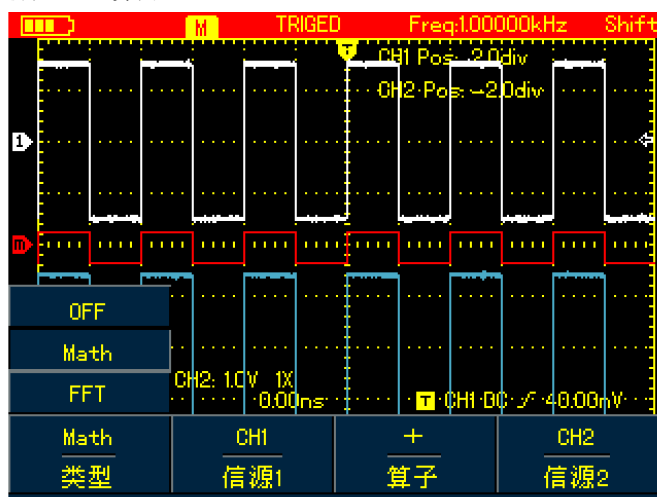 M TRIGED Freq:1.00000kHz Shift
T
CH1 Pos: 2.0div
CH2 Pos: -2.0div
1
m
OFF
Math
FFT
CH2: 1.0V 1X
0.00ns
T CH1 DC 40.00mV
Math CH1 + CH2
类型 信源1 算子 信源2